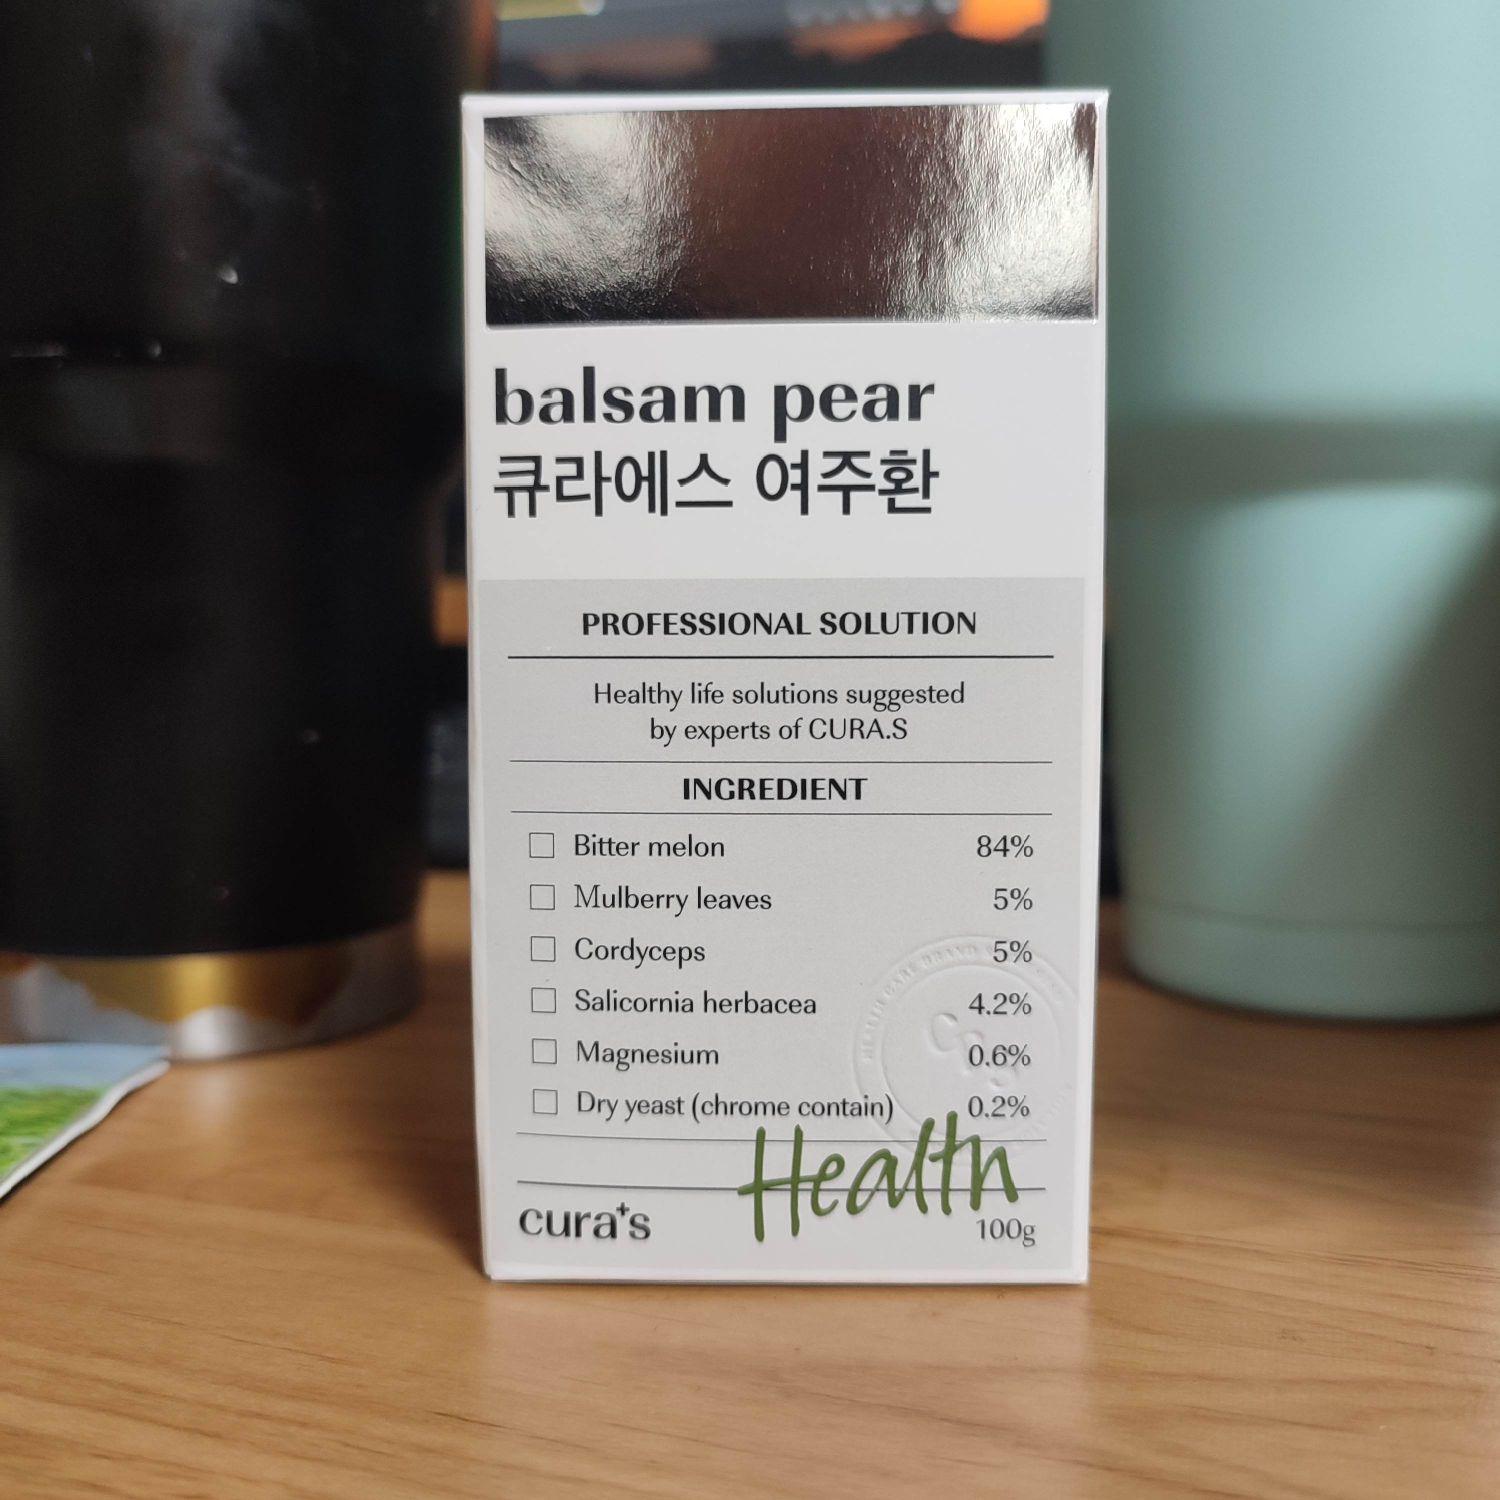 balsam pear
큐라에스 여주환
PROFESSIONAL SOLUTION
Healthy life solutions suggested
by experts of CURA.S
INGREDIENT
Bitter melon 84%
Mulberry leaves 5%
Cordyceps 5%
Salicornia herbacea 4.2%
Magnesium 0.6%
Dry yeast (chrome contain) 0.2%
Health
cura+s
100g